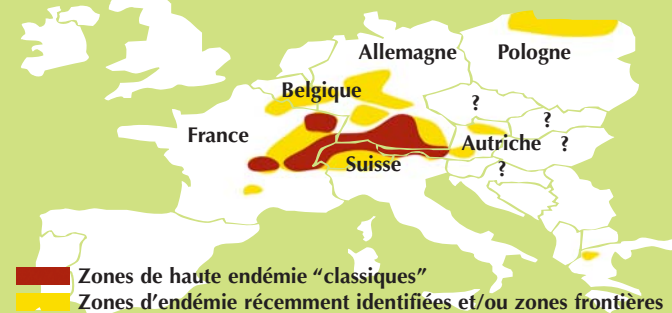 Allemagne
Pologne
Belgique
?
?
France
Autriche
?
Suisse
?
Zones de haute endémie “classiques”
Zones d’endémie récemment identifiées et/ou zones frontières